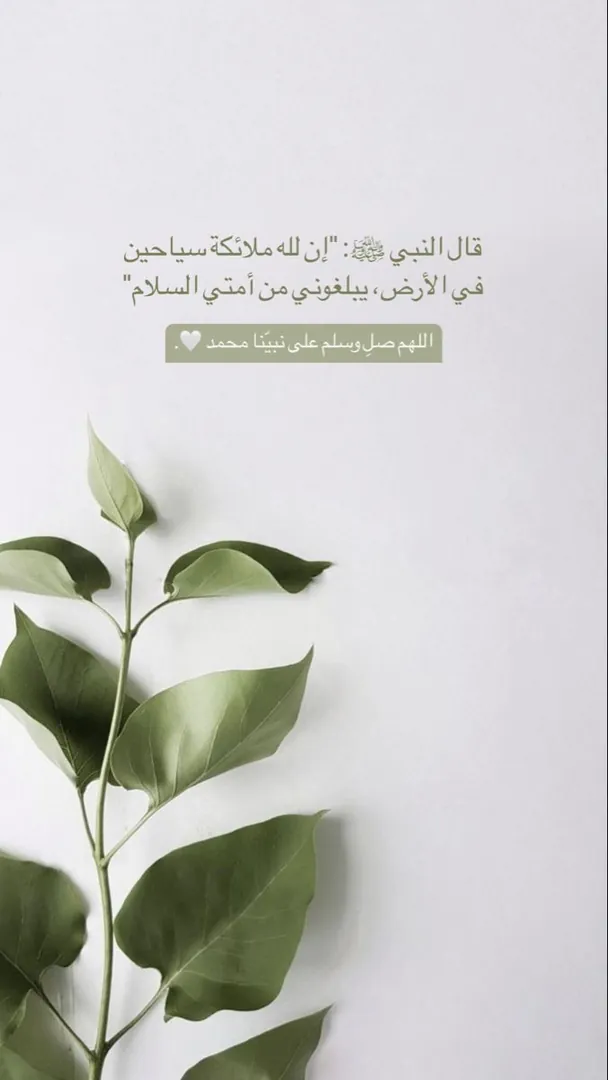 قال النبي ﷺ: "إن لله ملائكة سياحين
في الأرض، يبلغوني من أمتي السلام"
اللهم صلِ وسلم على نبيّنا محمد 🤍.